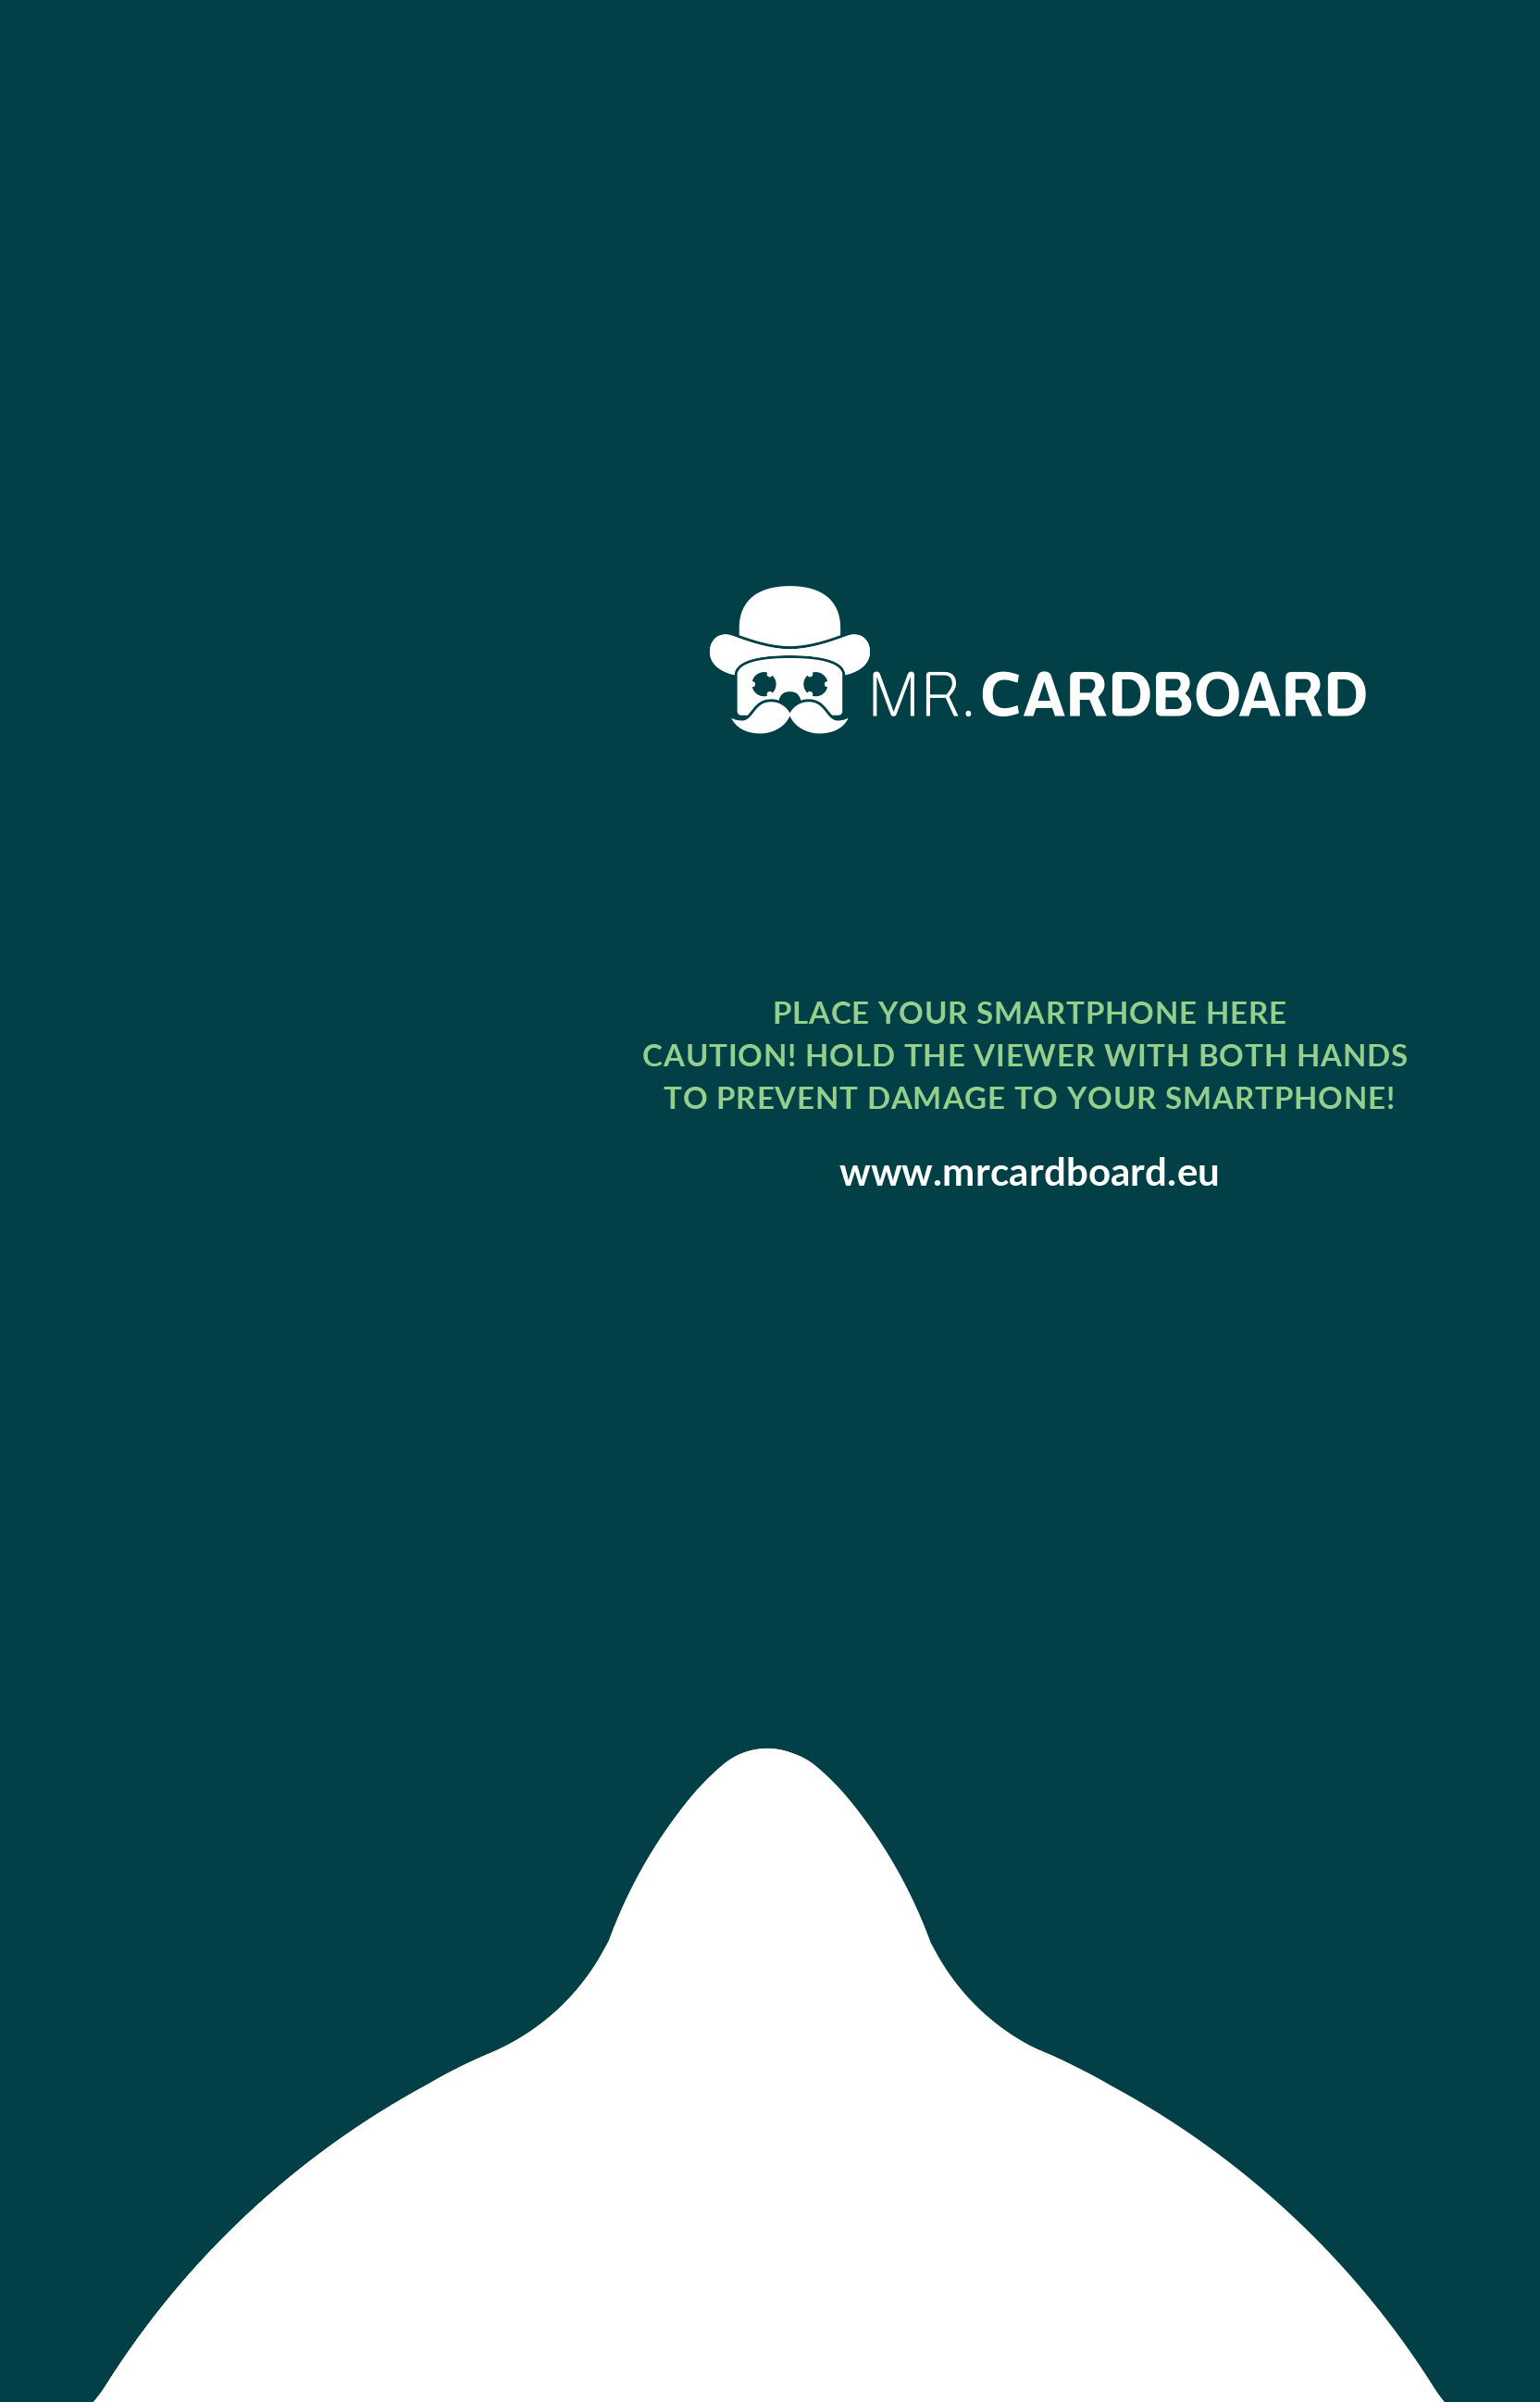 MR.CARDBOARD
PLACE YOUR SMARTPHONE HERE
CAUTION! HOLD THE VIEWER WITH BOTH HANDS
TO PREVENT DAMAGE TO YOUR SMARTPHONE!
www.mrcardboard.eu